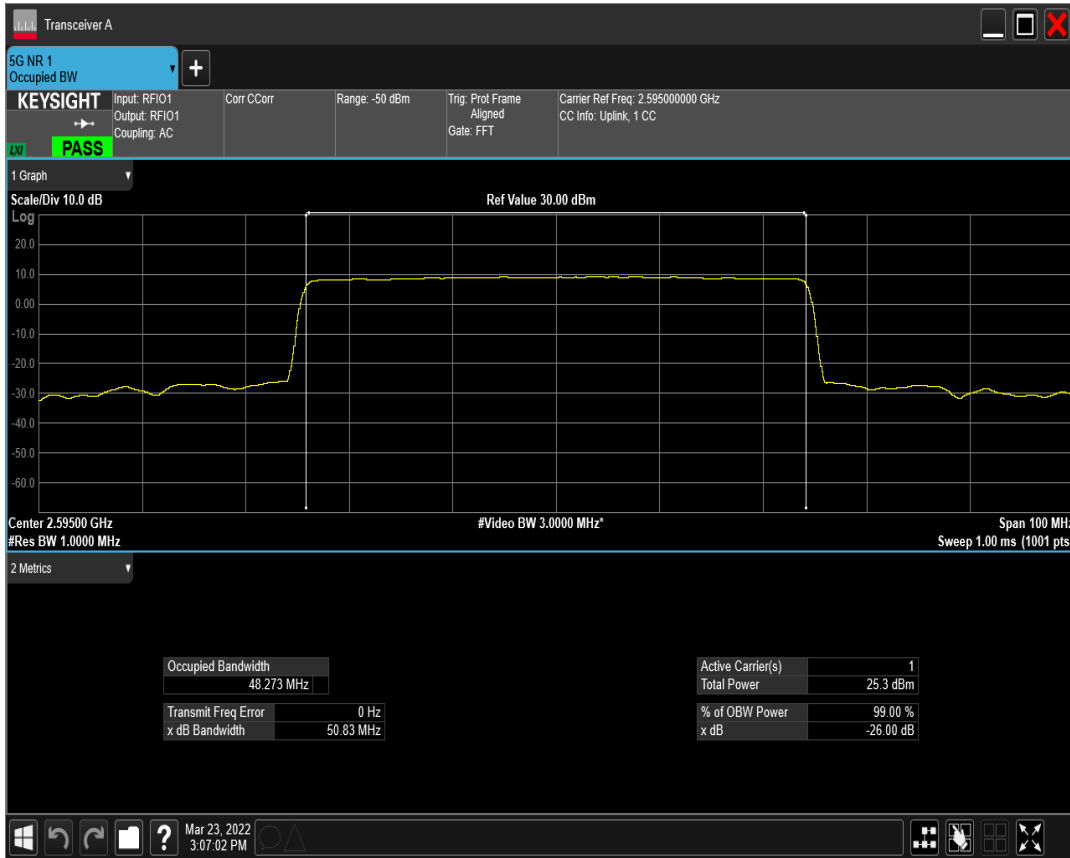 Transceiver A
5G NR 1
Occupied BW
KEYSIGHT
LXI
PASS
Input: RFIO1
Output: RFIO1
Coupling: AC
Corr CCorr
Range: -50 dBm
Trig: Prot Frame
Aligned
Gate: FFT
Carrier Ref Freq: 2.595000000 GHz
CC Info: Uplink, 1 CC
1 Graph
Scale/Div 10.0 dB
Ref Value 30.00 dBm
Log
20.0
10.0
0.00
-10.0
-20.0
-30.0
-40.0
-50.0
-60.0
Center 2.59500 GHz
#Video BW 3.0000 MHz*
Span 100 MHz
#Res BW 1.0000 MHz
Sweep 1.00 ms (1001 pts
2 Metrics
Occupied Bandwidth
48.273 MHz
Transmit Freq Error 0 Hz
x dB Bandwidth 50.83 MHz
Active Carrier(s) 1
Total Power 25.3 dBm
% of OBW Power 99.00 %
x dB -26.00 dB
?
Mar 23, 2022
3:07:02 PM